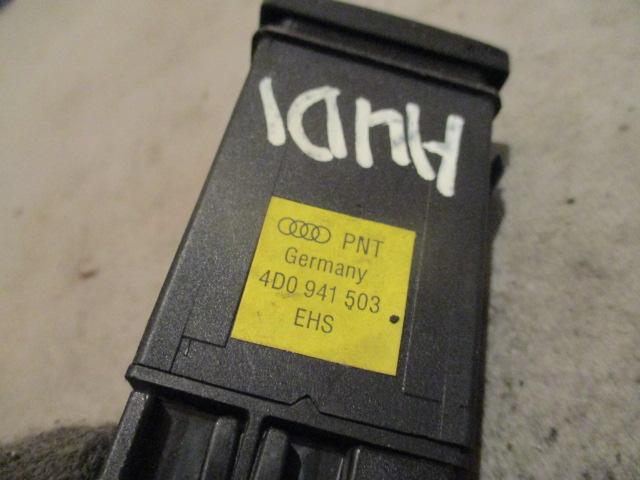 AUDI
PNT
Germany
4D0 941 503
EHS